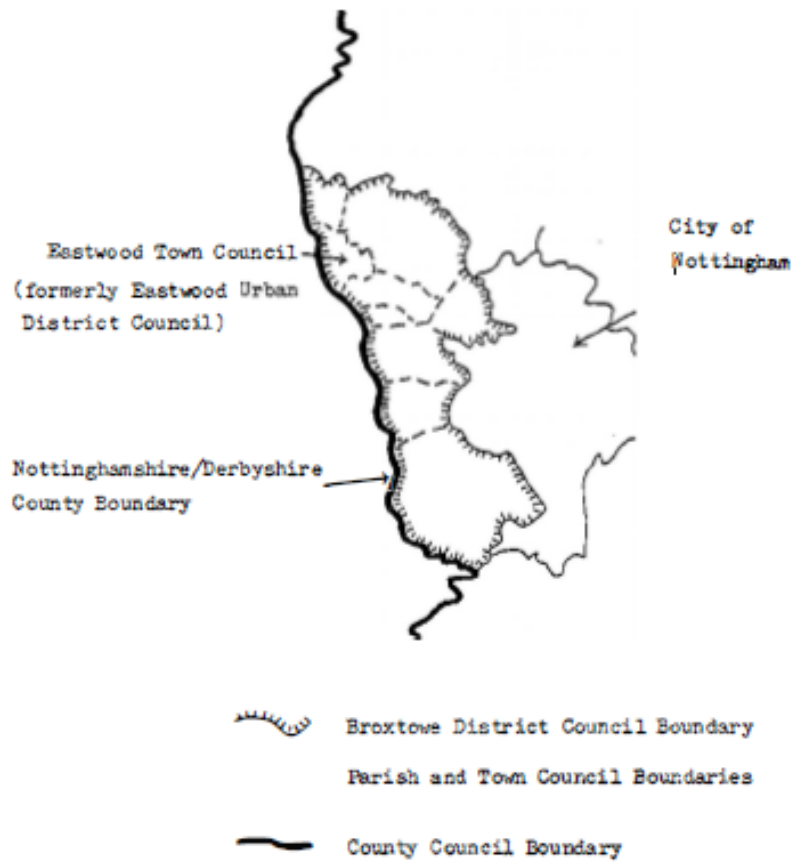 City of
Nottingham
Eastwood Town Council
(formerly Eastwood Urban
District Council)
Nottinghamshire/Derbyshire
County Boundary
Broxtowe District Council Boundary
Parish and Town Council Boundaries
County Council Boundary